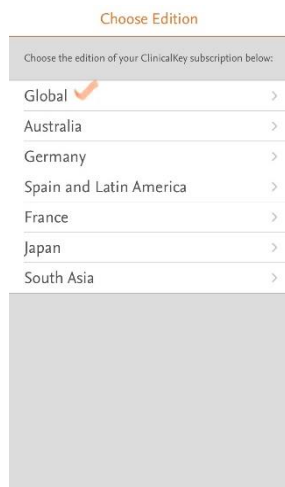 Choose Edition
Choose the edition of your ClinicalKey subscription below:
Global
Australia
Germany
Spain and Latin America
France
Japan
South Asia